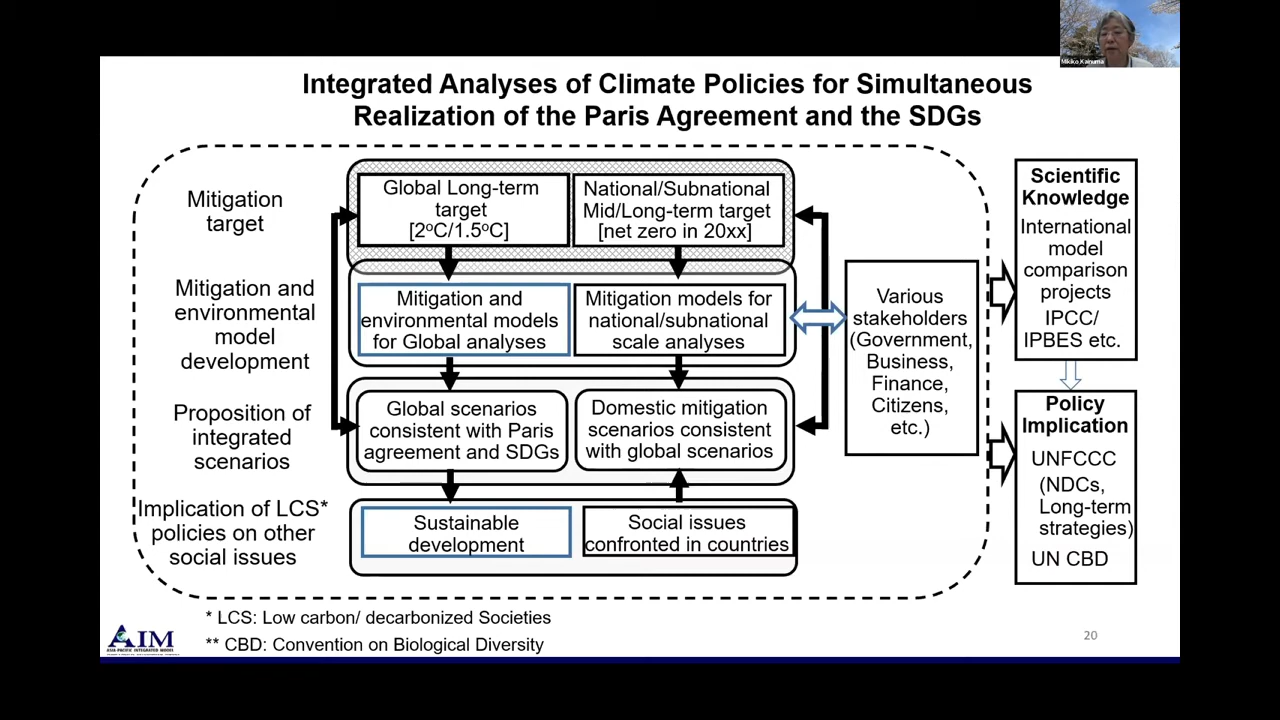 Mikiko Kainuma
Integrated Analyses of Climate Policies for Simultaneous
Realization of the Paris Agreement and the SDGs
Mitigation
target
Global Long-term
target
[2°C/1.5°C]
National/Subnational
Mid/Long-term target
[net zero in 20xx]
Mitigation and
environmental
model
development
Mitigation and
environmental models
for Global analyses
Mitigation models for
national/subnational
scale analyses
Proposition of
integrated
scenarios
Global scenarios
consistent with Paris
agreement and SDGs
Domestic mitigation
scenarios consistent
with global scenarios
Implication of LCS*
policies on other
social issues
Sustainable
development
Social issues
confronted in countries
Various
stakeholders
(Government,
Business,
Finance,
Citizens,
etc.)
Scientific
Knowledge
International
model
comparison
projects
IPCC/
IPBES etc.
Policy
Implication
UNFCCC
(NDCs,
Long-term
strategies)
UN CBD
* LCS: Low carbon/ decarbonized Societies
** CBD: Convention on Biological Diversity
AIM
ASIA-PACIFIC INTEGRATED MODEL
20